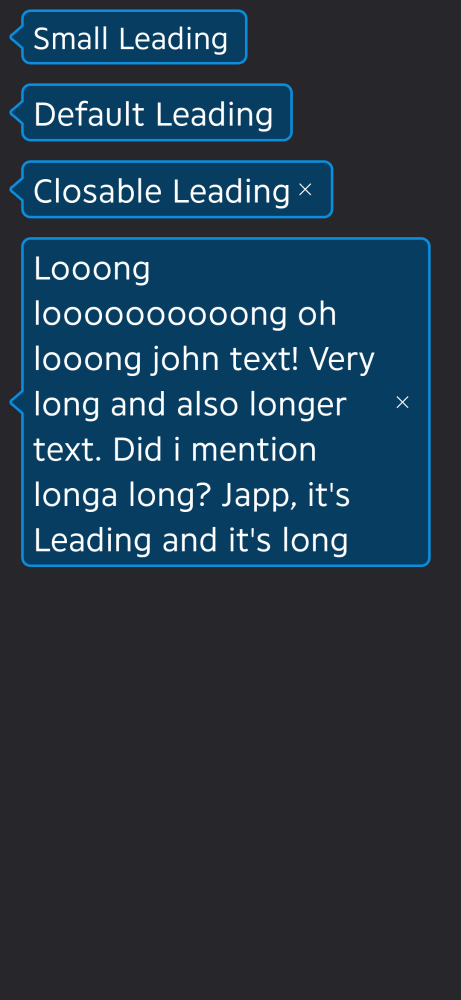 Small Leading
Default Leading
Closable Leading ×
Looong
looooooooooong oh
looong john text! Very
long and also longer
text. Did i mention
longa long? Japp, it's
Leading and it's long
×